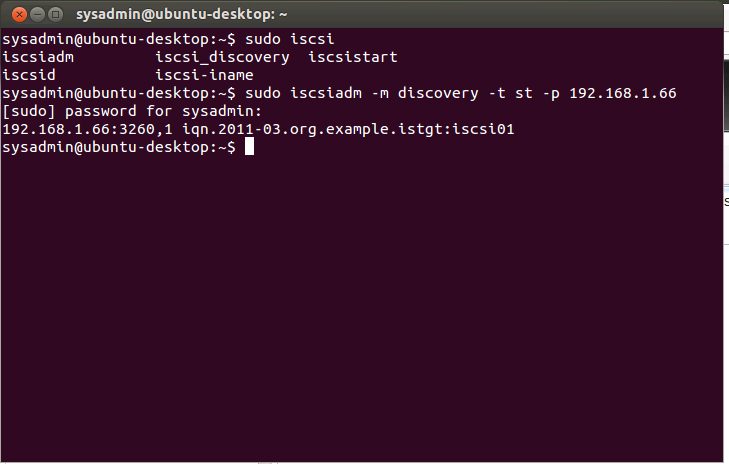 sysadmin@ubuntu-desktop: ~
sysadmin@ubuntu-desktop:~$ sudo iscsi
iscsiadm         iscsi_discovery  iscsistart
iscsid           iscsi-iname
sysadmin@ubuntu-desktop:~$ sudo iscsiadm -m discovery -t st -p 192.168.1.66
[sudo] password for sysadmin:
192.168.1.66:3260,1 iqn.2011-03.org.example.istgt:iscsi01
sysadmin@ubuntu-desktop:~$